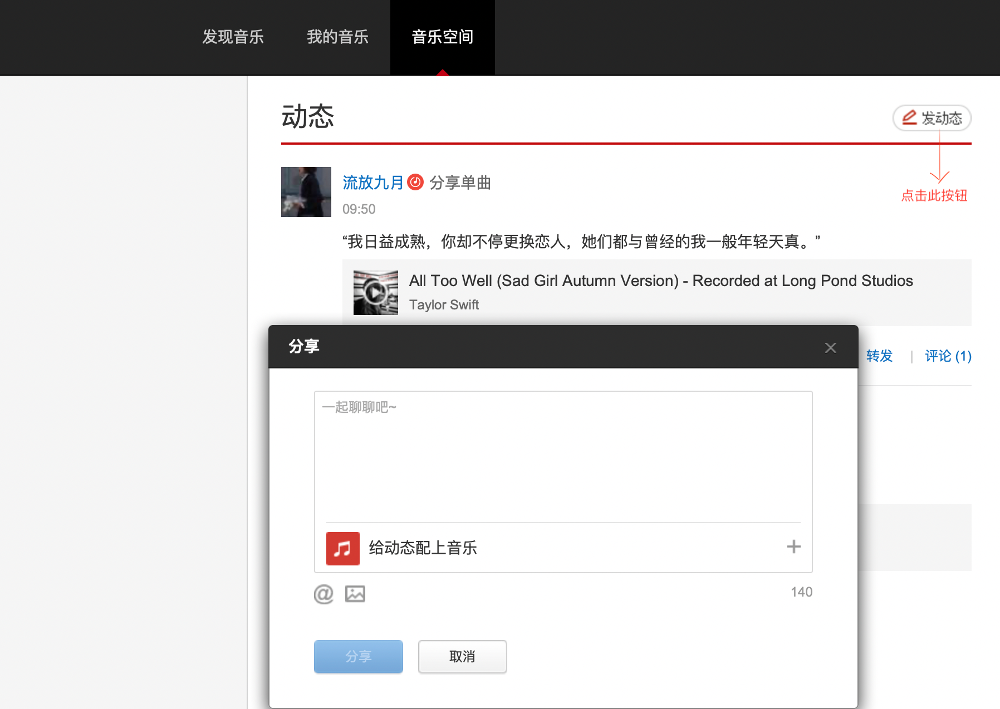 发现音乐 我的音乐 音乐空间
动态 发动态
点击此按钮
流放九月 分享单曲
09:50
“我日益成熟，你却不停更换恋人，她们都与曾经的我一般年轻天真。”
All Too Well (Sad Girl Autumn Version) - Recorded at Long Pond Studios
Taylor Swift
转发 | 评论 (1)
分享
一起聊聊吧~
给动态配上音乐
@ 140
分享 取消